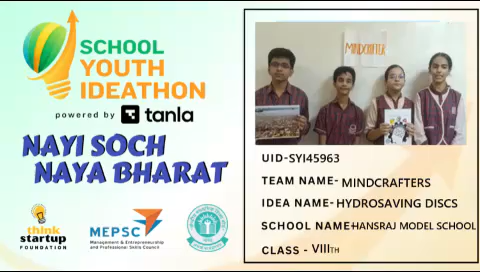 SCHOOL
YOUTH
IDEATHON
powered by tanla
NAYI SOCH
NAYA BHARAT
think
startup
FOUNDATION
MEPSC
Management & Entrepreneurship
and Professional Skills Council
MINDCRAFTER
UID-SYI45963
TEAM NAME- MINDCRAFTERS
IDEA NAME- HYDROSAVING DISCS
SCHOOL NAME HANSRAJ MODEL SCHOOL
CLASS - VIIITH